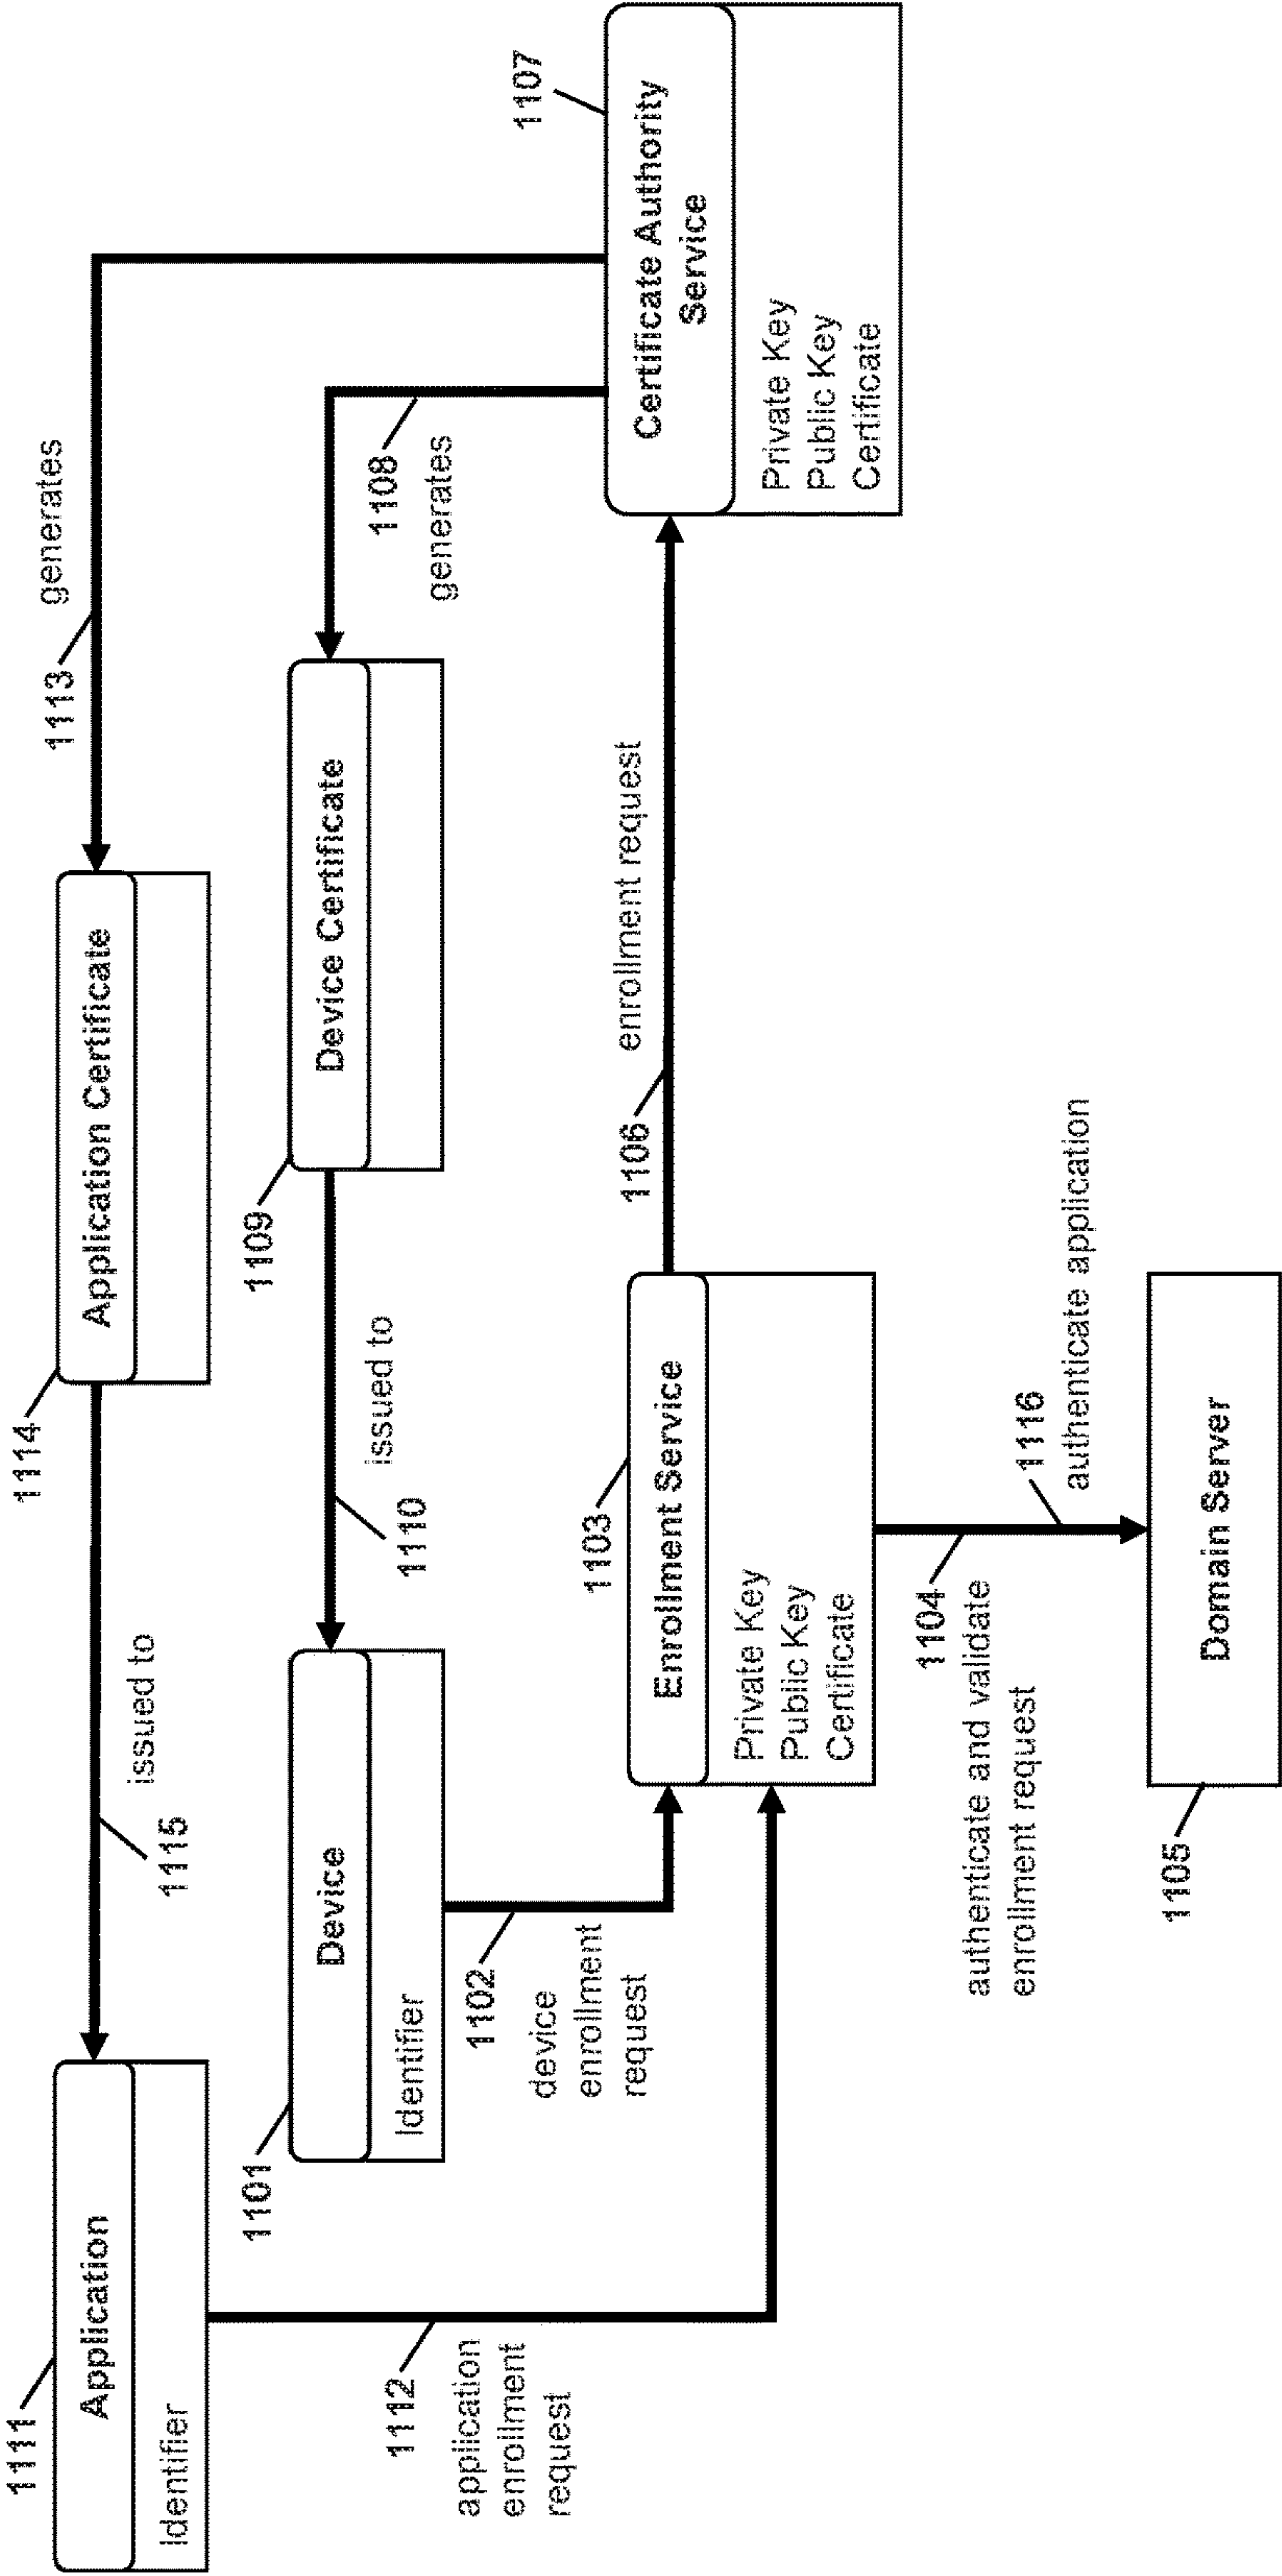 1111
Application
Identifier
1115
issued to
1114
Application Certificate
1113
generates
1101
Device
Identifier
1110
issued to
1109
Device Certificate
1108
generates
1112
application
enrollment
request
1102
device
enrollment
request
1103
Enrollment Service
Private Key
Public Key
Certificate
1106
enrollment request
1107
Certificate Authority
Service
Private Key
Public Key
Certificate
1104
authenticate and validate
enrollment request
1116
authenticate application
1105
Domain Server